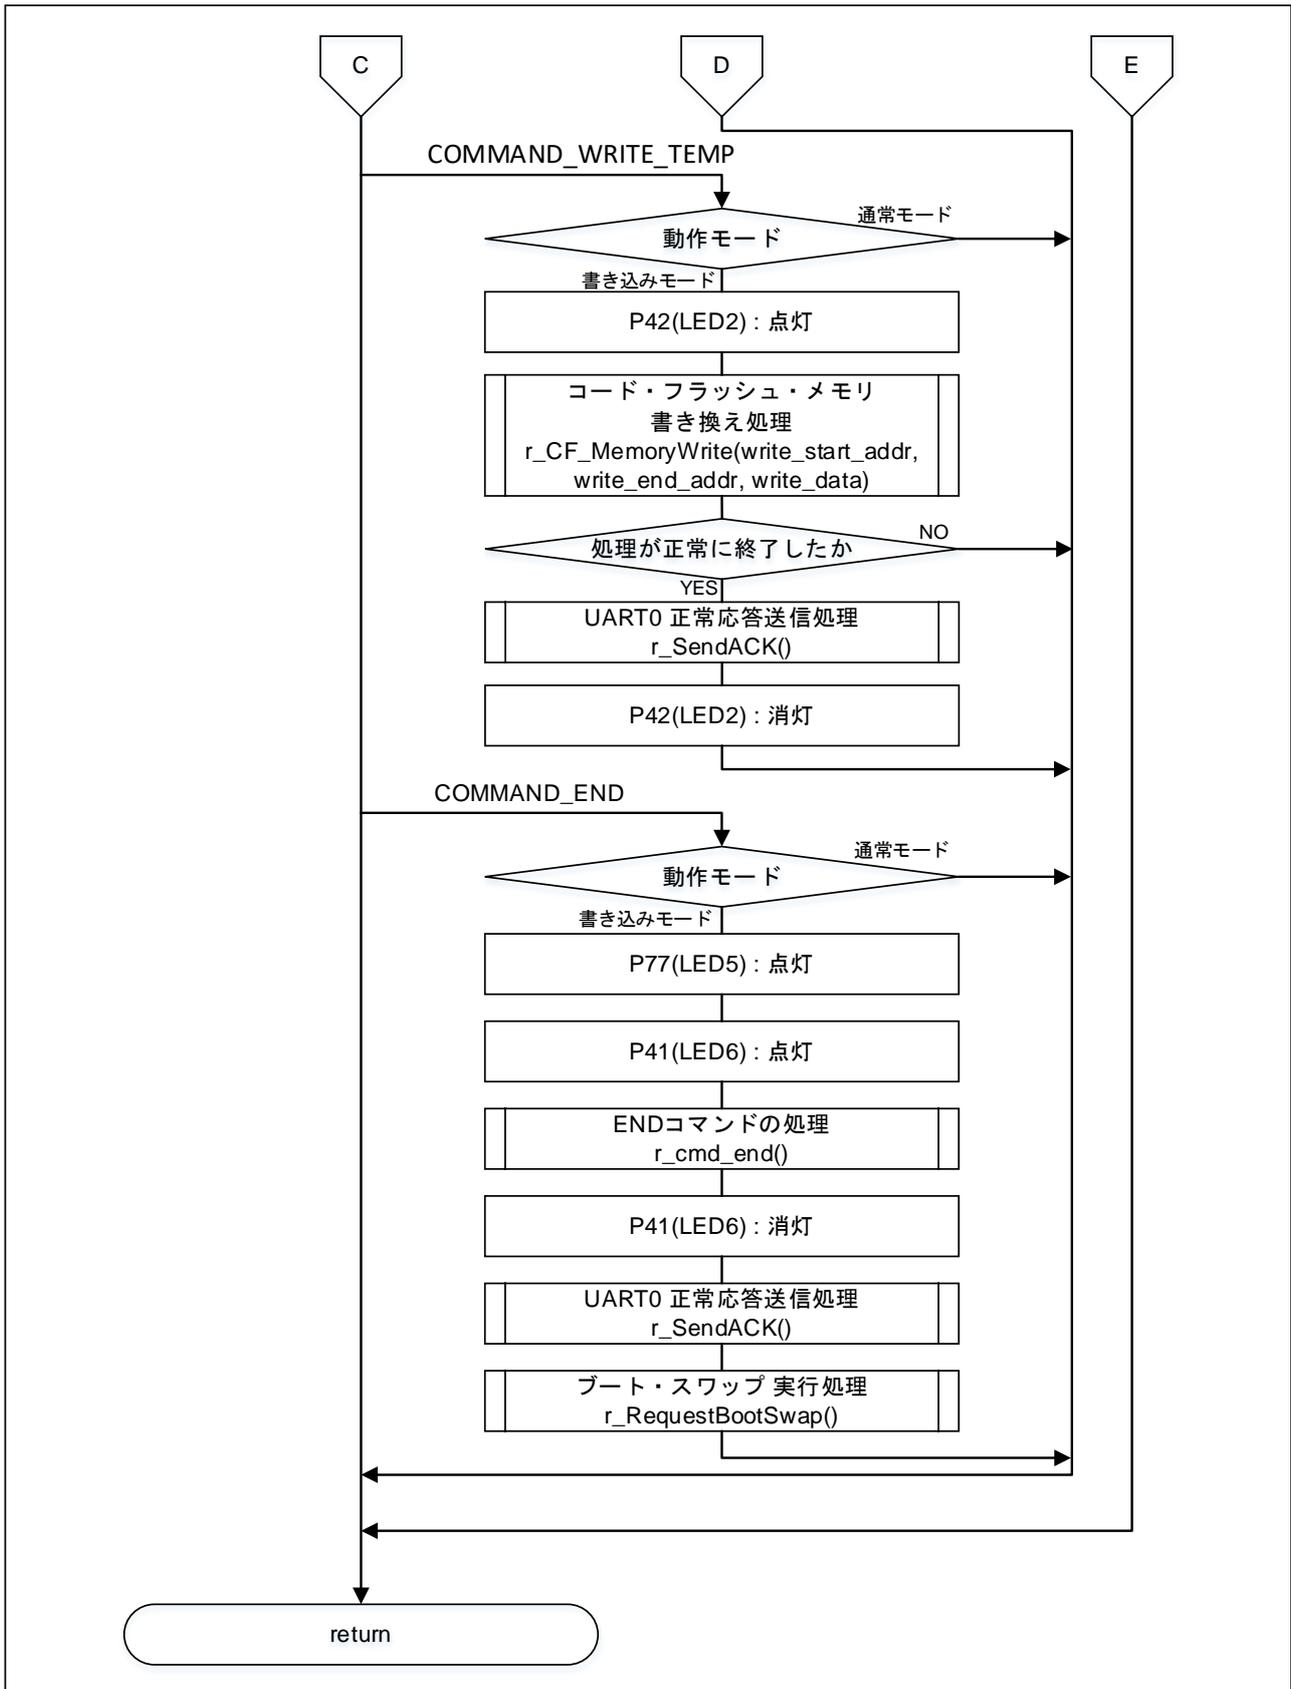 C
D
E
COMMAND_WRITE_TEMP
通常モード
動作モード
書き込みモード
P42(LED2) : 点灯
コード・フラッシュ・メモリ
書き換え処理
r_CF_MemoryWrite(write_start_addr,
write_end_addr, write_data)
NO
処理が正常に終了したか
YES
UART0 正常応答送信処理
r_SendACK()
P42(LED2) : 消灯
COMMAND_END
通常モード
動作モード
書き込みモード
P77(LED5) : 点灯
P41(LED6) : 点灯
ENDコマンドの処理
r_cmd_end()
P41(LED6) : 消灯
UART0 正常応答送信処理
r_SendACK()
ブート・スワップ 実行処理
r_RequestBootSwap()
return